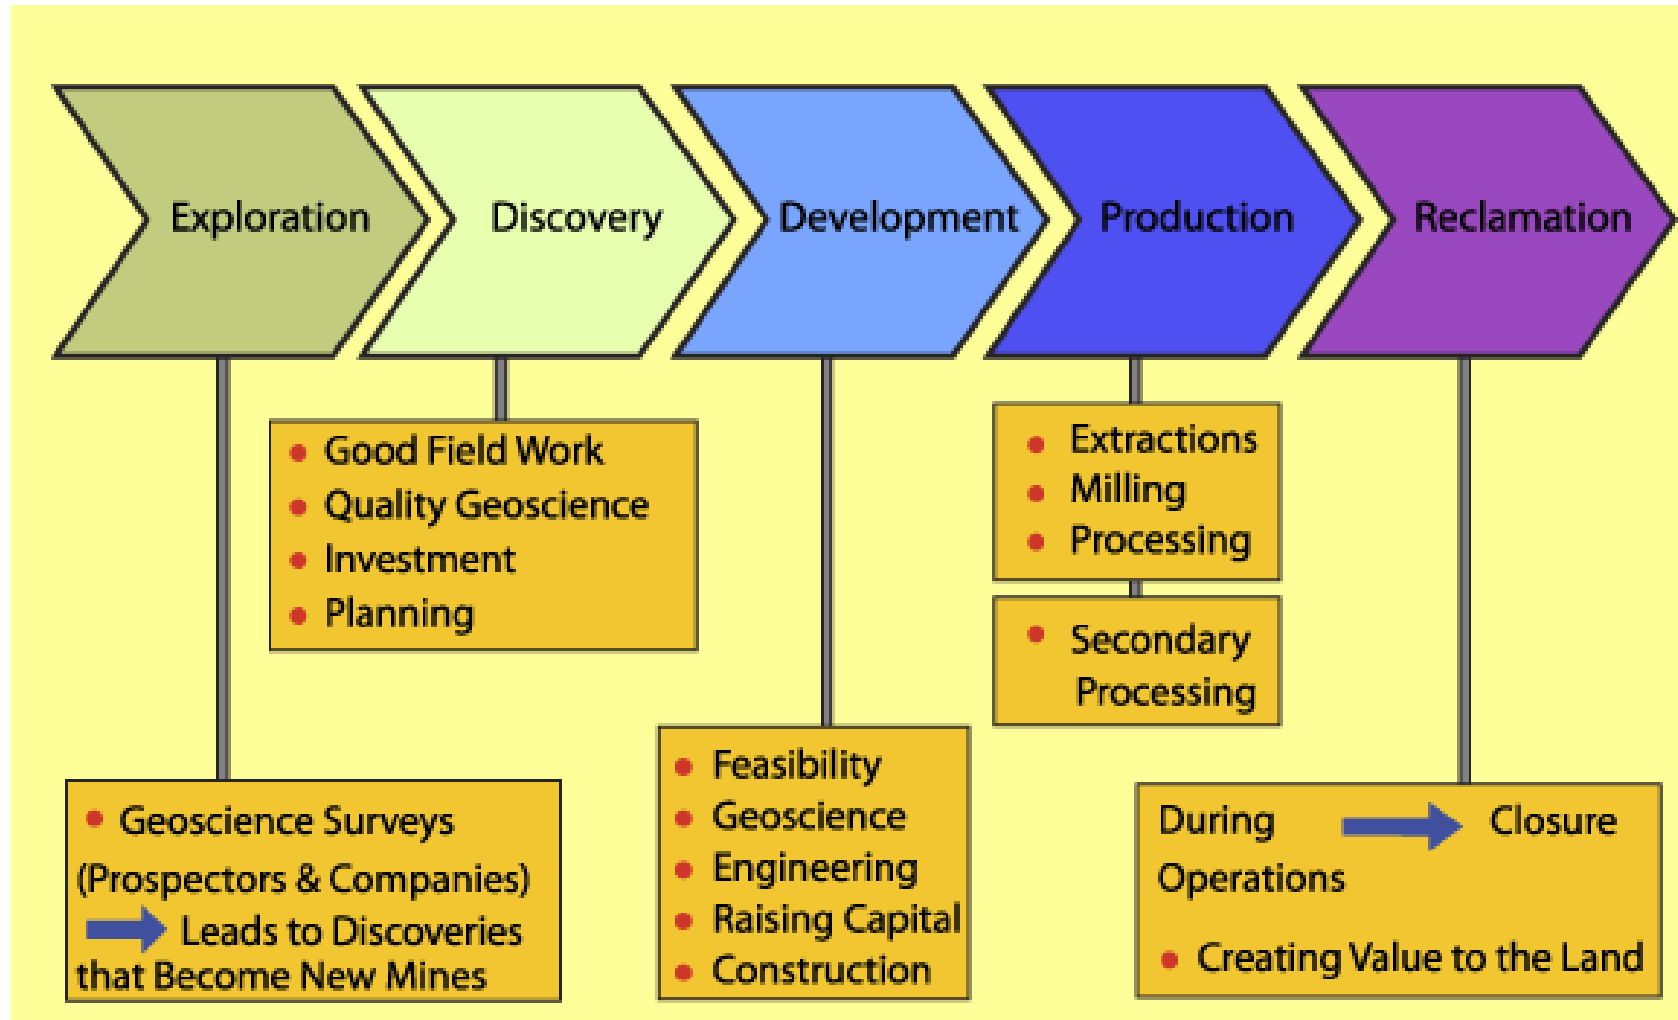 Exploration
Discovery
Development
Production
Reclamation
Geoscience Surveys
(Prospectors & Companies)
Leads to Discoveries
that Become New Mines
Good Field Work
Quality Geoscience
Investment
Planning
Feasibility
Geoscience
Engineering
Raising Capital
Construction
Extractions
Milling
Processing
Secondary
Processing
During Closure
Operations
Creating Value to the Land